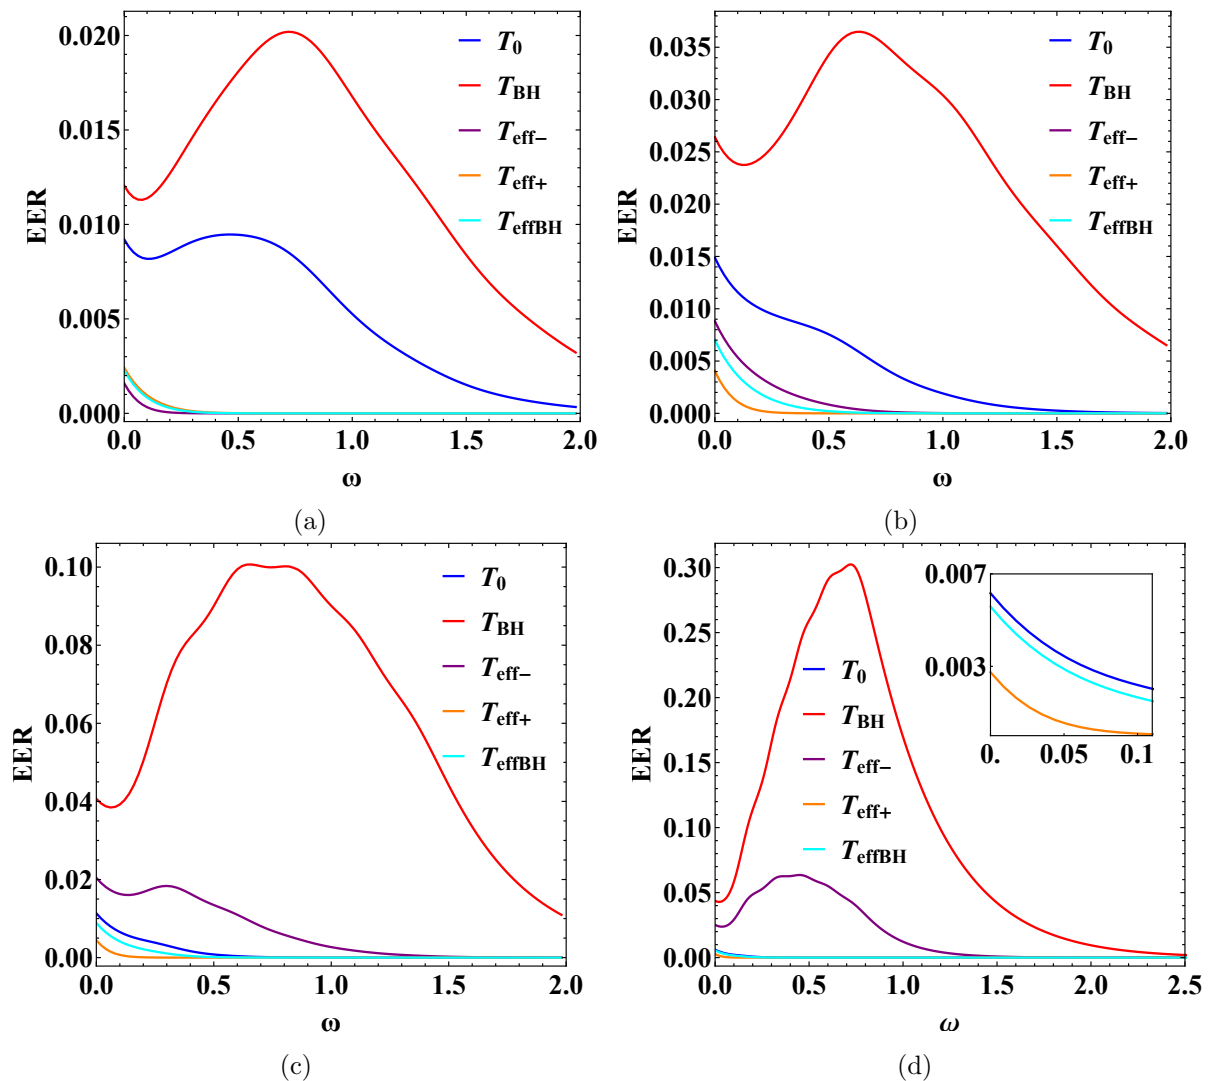 EER
0.020
0.015
0.010
0.005
0.000
0.0 0.5 1.0 1.5 2.0
ω
T0
TBH
Teff−
Teff+
TeffBH
(a)
EER
0.035
0.030
0.025
0.020
0.015
0.010
0.005
0.000
0.0 0.5 1.0 1.5 2.0
ω
T0
TBH
Teff−
Teff+
TeffBH
(b)
EER
0.10
0.08
0.06
0.04
0.02
0.00
0.0 0.5 1.0 1.5 2.0
ω
T0
TBH
Teff−
Teff+
TeffBH
(c)
EER
0.30
0.25
0.20
0.15
0.10
0.05
0.00
0.0 0.5 1.0 1.5 2.0 2.5
ω
T0
TBH
Teff−
Teff+
TeffBH
0.007
0.003
0. 0.05 0.1
(d)